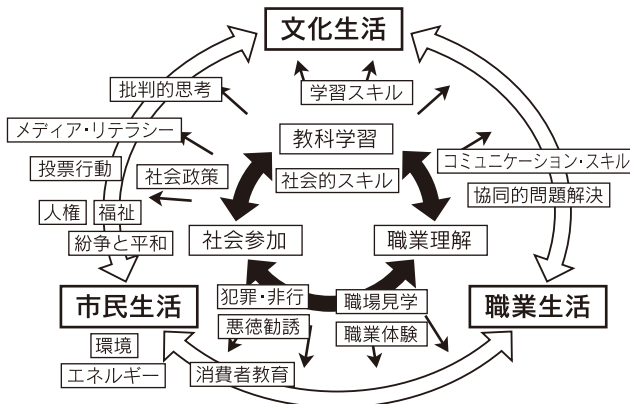 文化生活
批判的思考
学習スキル
メディア・リテラシー
教科学習
コミュニケーション・スキル
投票行動
社会政策
社会的スキル
協同的問題解決
人権
福祉
紛争と平和
社会参加
職業理解
市民生活
犯罪・非行
職場見学
職業生活
悪徳勧誘
職業体験
環境
エネルギー
消費者教育